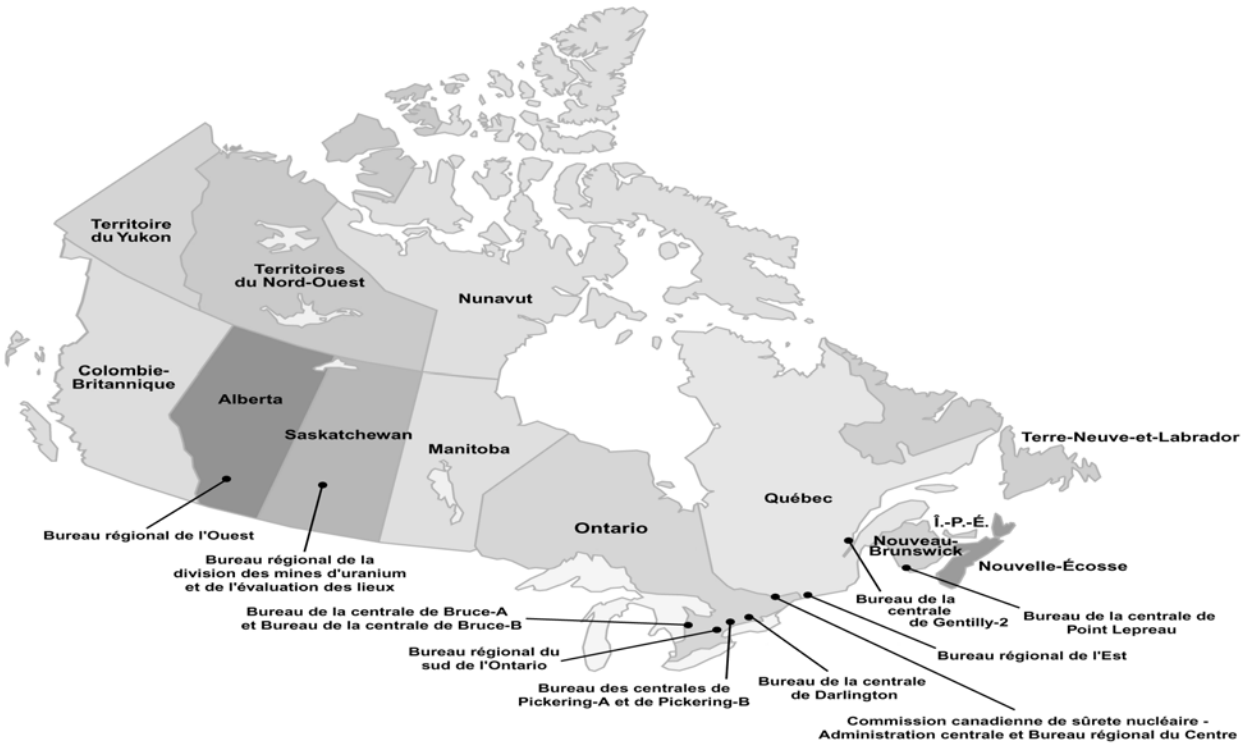 Territoire
du Yukon
Territoires
du Nord-Ouest
Nunavut
Colombie-
Britannique
Alberta
Saskatchewan
Manitoba
Ontario
Québec
Terre-Neuve-et-Labrador
Î.-P.-É.
Nouveau-
Brunswick
Nouvelle-Écosse
Bureau régional de l'Ouest
Bureau régional de la
division des mines d'uranium
et de l'évaluation des lieux
Bureau de la centrale de Bruce-A
et Bureau de la centrale de Bruce-B
Bureau régional du
sud de l'Ontario
Bureau des centrales de
Pickering-A et de Pickering-B
Bureau de la centrale
de Darlington
Bureau de la
centrale
de Gentilly-2
Bureau de la centrale de
Point Lepreau
Bureau régional de l'Est
Commission canadienne de sûrete nucléaire -
Administration centrale et Bureau régional du Centre